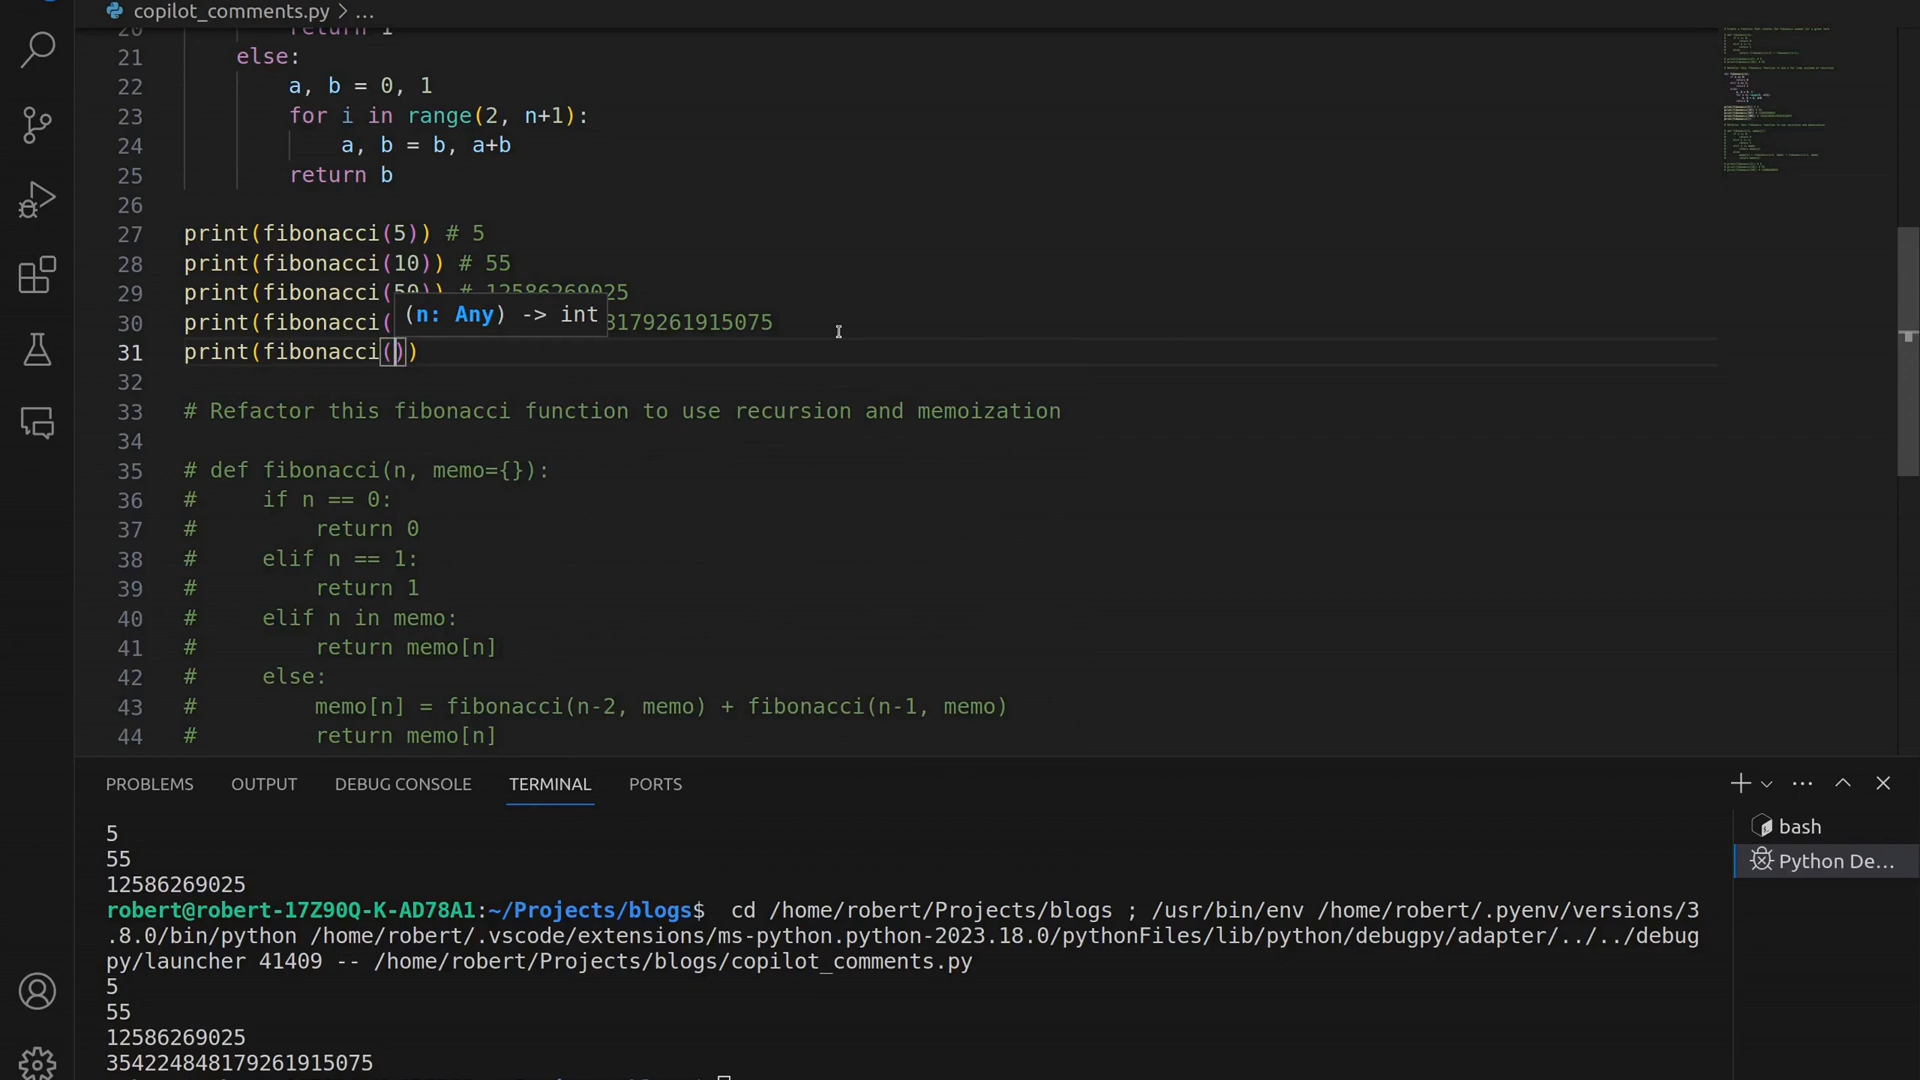 copilot_comments.py > ...
20 return 1
21 else:
22 a, b = 0, 1
23 for i in range(2, n+1):
24 a, b = b, a+b
25 return b
26
27 print(fibonacci(5)) # 5
28 print(fibonacci(10)) # 55
29 print(fibonacci(50)) # 12586269025
(n: Any) -> int
30 print(fibonacci( 8179261915075
31 print(fibonacci())
32
33 # Refactor this fibonacci function to use recursion and memoization
34
35 # def fibonacci(n, memo={}):
36 # if n == 0:
37 # return 0
38 # elif n == 1:
39 # return 1
40 # elif n in memo:
41 # return memo[n]
42 # else:
43 # memo[n] = fibonacci(n-2, memo) + fibonacci(n-1, memo)
44 # return memo[n]
PROBLEMS OUTPUT DEBUG CONSOLE TERMINAL PORTS
bash
Python De...
5
55
12586269025
robert@robert-17Z90Q-K-AD78A1:~/Projects/blogs$ cd /home/robert/Projects/blogs ; /usr/bin/env /home/robert/.pyenv/versions/3
.8.0/bin/python /home/robert/.vscode/extensions/ms-python.python-2023.18.0/pythonFiles/lib/python/debugpy/adapter/../../debug
py/launcher 41409 -- /home/robert/Projects/blogs/copilot_comments.py
5
55
12586269025
354224848179261915075